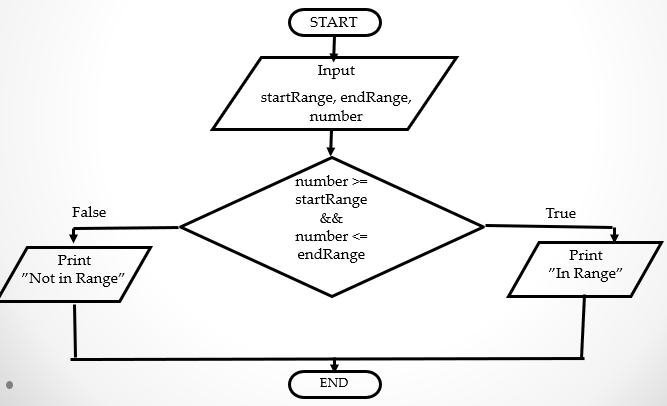 START
Input
startRange, endRange,
number
number >=
startRange
&&
number <=
endRange
False
True
Print
"Not in Range"
Print
"In Range"
END